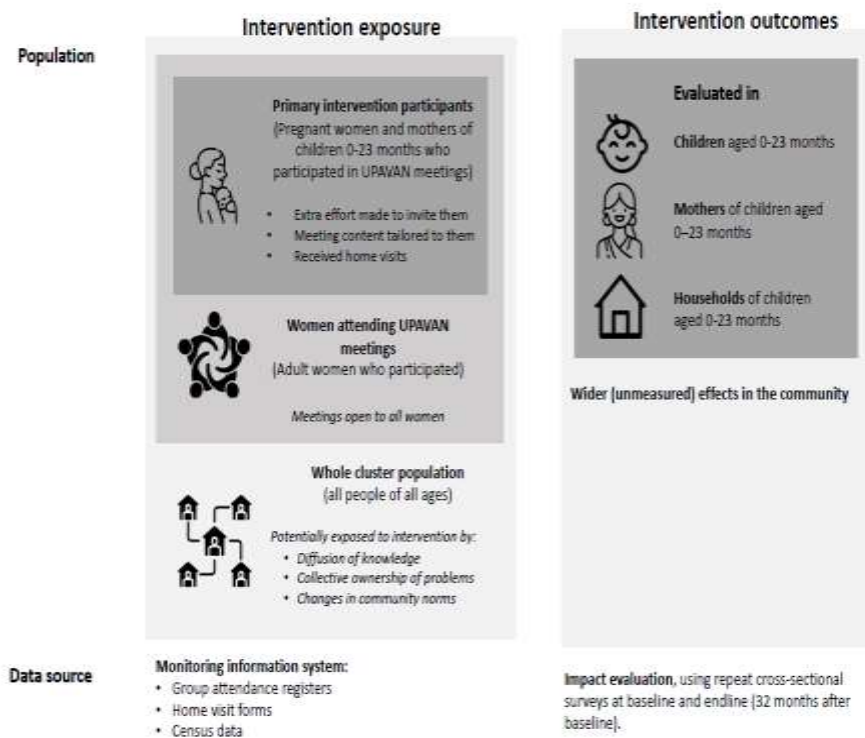 Intervention exposure
Intervention outcomes
Population
Primary intervention participants
(Pregnant women and mothers of
children 0-23 months who
participated in UPAVAN meetings)
• Extra effort made to invite them
• Meeting content tailored to them
• Received home visits
Women attending UPAVAN
meetings
(Adult women who participated)
Meetings open to all women
Whole cluster population
(all people of all ages)
Potentially exposed to intervention by:
• Diffusion of knowledge
• Collective ownership of problems
• Changes in community norms
Evaluated in
Children aged 0-23 months
Mothers of children aged
0–23 months
Households of children
aged 0-23 months
Wider (unmeasured) effects in the community
Data source
Monitoring information system:
• Group attendance registers
• Home visit forms
• Census data
Impact evaluation, using repeat cross-sectional
surveys at baseline and endline (32 months after
baseline).